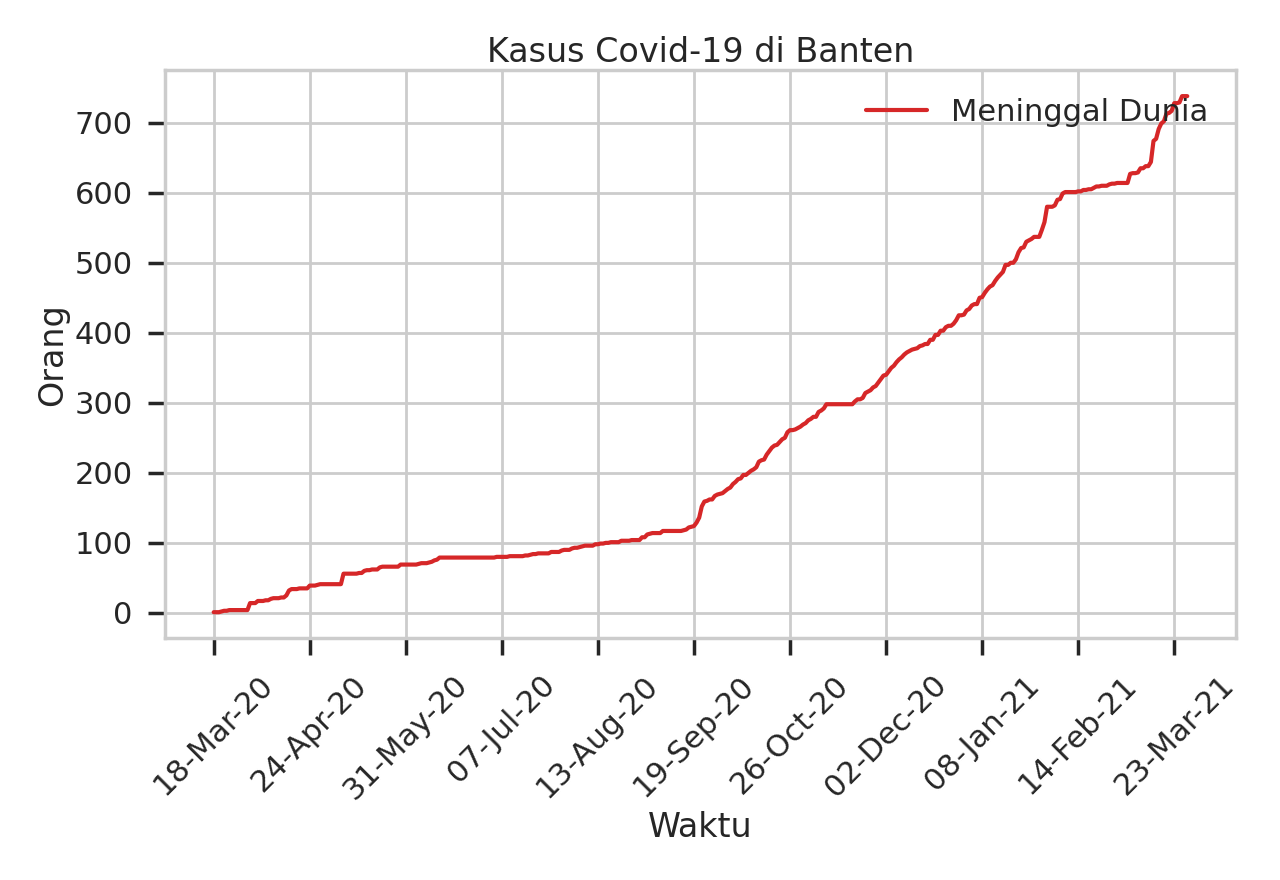 Kasus Covid-19 di Banten
Meninggal Dunia
700
600
500
400
300
200
100
0
Orang
18-Mar-20
24-Apr-20
31-May-20
07-Jul-20
13-Aug-20
19-Sep-20
26-Oct-20
02-Dec-20
08-Jan-21
14-Feb-21
23-Mar-21
Waktu